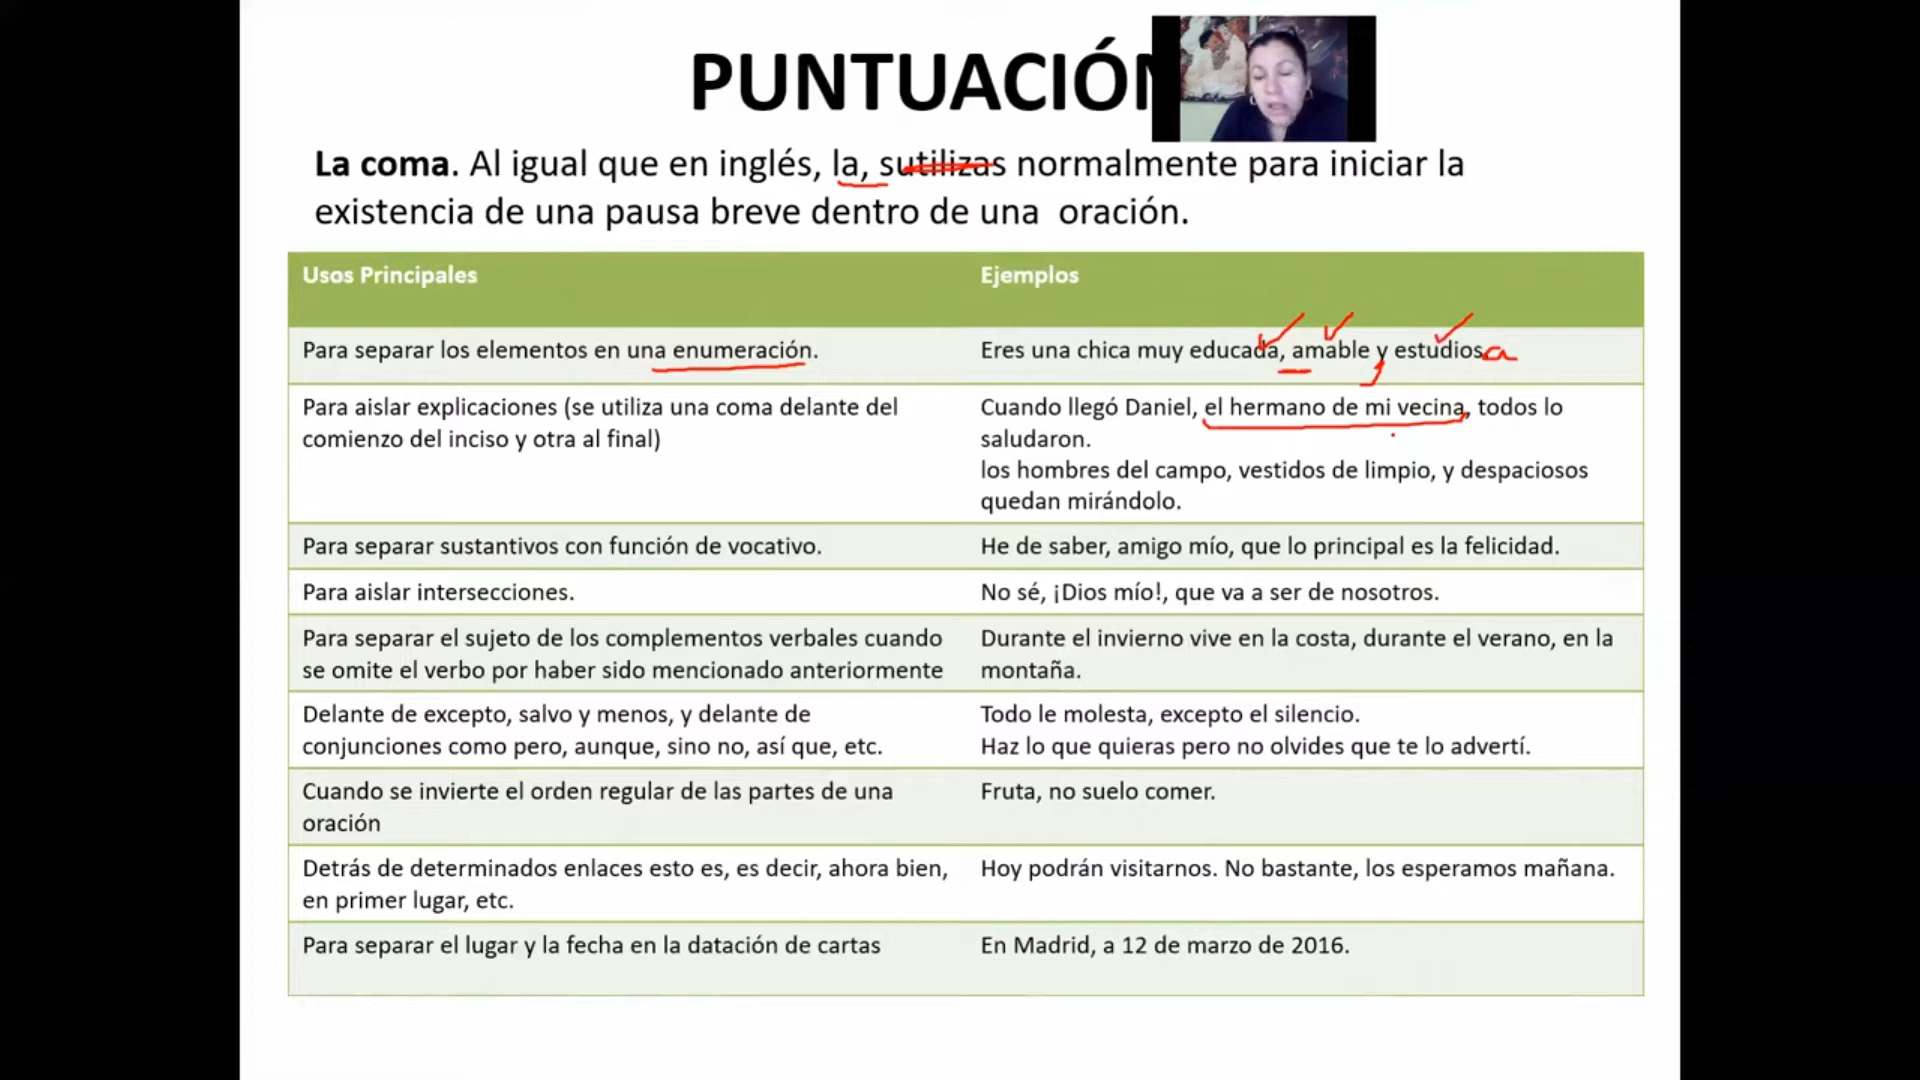 PUNTUACIÓN
La coma. Al igual que en inglés, la, sutilizas normalmente para iniciar la
existencia de una pausa breve dentro de una oración.
Usos Principales
Ejemplos
Para separar los elementos en una enumeración.
Eres una chica muy educada, amable y estudiosa
Para aislar explicaciones (se utiliza una coma delante del
comienzo del inciso y otra al final)
Cuando llegó Daniel, el hermano de mi vecina, todos lo
saludaron.
los hombres del campo, vestidos de limpio, y despaciosos
quedan mirándolo.
Para separar sustantivos con función de vocativo.
He de saber, amigo mío, que lo principal es la felicidad.
Para aislar intersecciones.
No sé, ¡Dios mío!, que va a ser de nosotros.
Para separar el sujeto de los complementos verbales cuando
se omite el verbo por haber sido mencionado anteriormente
Durante el invierno vive en la costa, durante el verano, en la
montaña.
Delante de excepto, salvo y menos, y delante de
conjunciones como pero, aunque, sino no, así que, etc.
Todo le molesta, excepto el silencio.
Haz lo que quieras pero no olvides que te lo advertí.
Cuando se invierte el orden regular de las partes de una
oración
Fruta, no suelo comer.
Detrás de determinados enlaces esto es, es decir, ahora bien,
en primer lugar, etc.
Hoy podrán visitarnos. No bastante, los esperamos mañana.
Para separar el lugar y la fecha en la datación de cartas
En Madrid, a 12 de marzo de 2016.